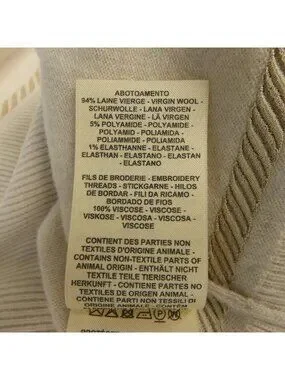 ABOTOAMENTO
94% LAINE VIERGE - VIRGIN WOOL -
SCHURWOLLE - LANA VIRGEN -
LANA VERGINE - LÃ VIRGEN
5% POLYAMIDE - POLYAMIDE -
POLYAMID - POLIAMIDA -
POLIAMMIDE - POLIAMIDA
1% ELASTHANNE - ELASTANE -
ELASTHAN - ELASTANO - ELASTAN
- ELASTANO
FILS DE BRODERIE - EMBROIDERY
THREADS - STICKGARNE - HILOS
DE BORDAR - FILI DA RICAMO -
BORDADO DE FIOS
100% VISCOSE - VISCOSE -
VISKOSE - VISCOSA - VISCOSA -
VISCOSE
CONTIENT DES PARTIES NON
TEXTILES D'ORIGINE ANIMALE -
CONTAINS NON-TEXTILE PARTS OF
ANIMAL ORIGIN - ENTHÄLT NICHT
TEXTILE TEILE TIERISCHER
HERKUNFT - CONTIENE PARTES NO
TEXTILES DE ORIGEN ANIMAL -
CONTIENE PARTI NON TESSILI DI
ORIGINE ANIMALE - CONTÉM